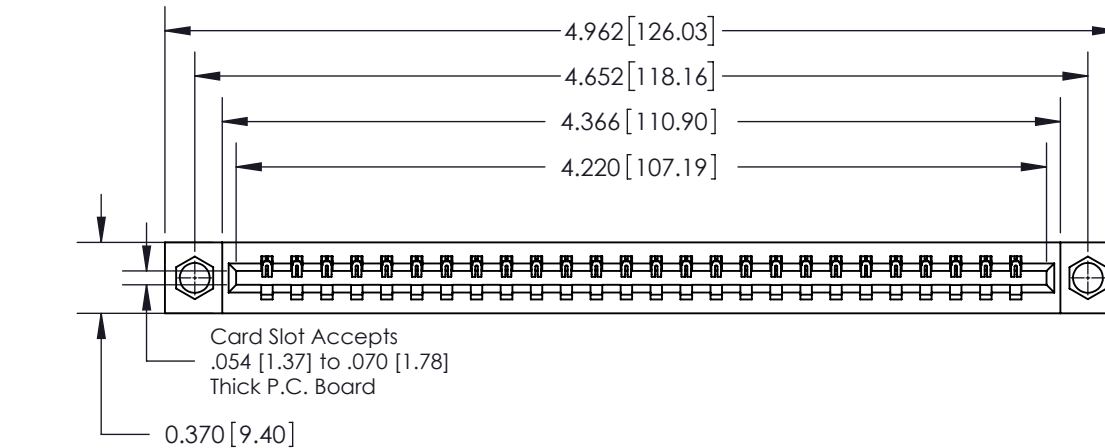 4.962[126.03]
4.652[118.16]
4.366[110.90]
4.220[107.19]
Card Slot Accepts
.054 [1.37] to .070 [1.78]
Thick P.C. Board
0.370[9.40]